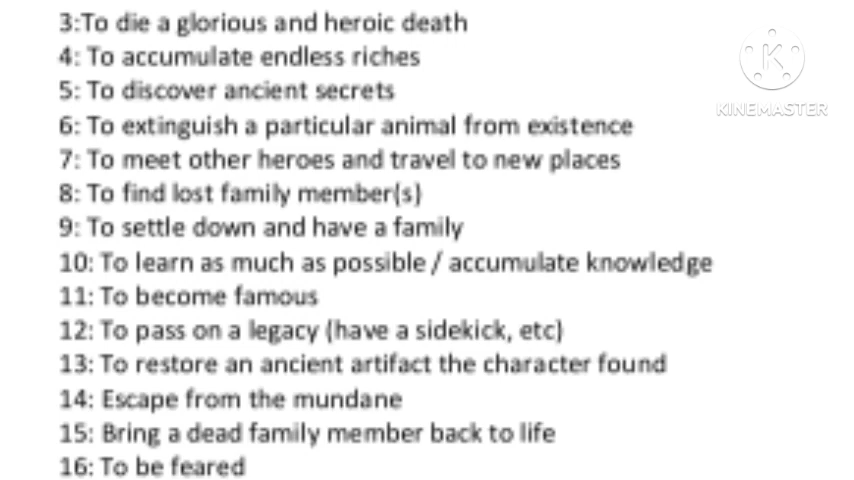 3:To die a glorious and heroic death
4: To accumulate endless riches
5: To discover ancient secrets
6: To extinguish a particular animal from existence
7: To meet other heroes and travel to new places
8: To find lost family member(s)
9: To settle down and have a family
10: To learn as much as possible / accumulate knowledge
11: To become famous
12: To pass on a legacy (have a sidekick, etc)
13: To restore an ancient artifact the character found
14: Escape from the mundane
15: Bring a dead family member back to life
16: To be feared
K
KINEMASTER